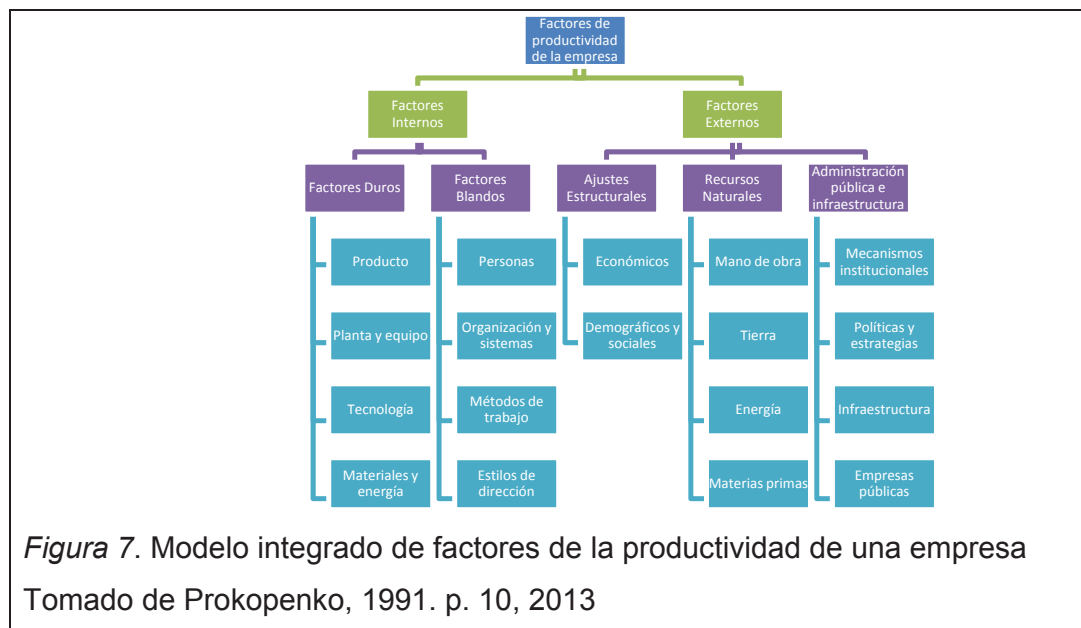 Factores de
productividad
de la empresa
Factores
Internos
Factores
Externos
Factores Duros
Factores
Blandos
Ajustes
Estructurales
Recursos
Naturales
Administración
pública e
infraestructura
Producto
Planta y equipo
Tecnología
Materiales y
energía
Personas
Organización y
sistemas
Métodos de
trabajo
Estilos de
dirección
Económicos
Demográficos y
sociales
Mano de obra
Tierra
Energía
Materias primas
Mecanismos
institucionales
Políticas y
estrategias
Infraestructura
Empresas
públicas
Figura 7. Modelo integrado de factores de la productividad de una empresa
Tomado de Prokopenko, 1991. p. 10, 2013